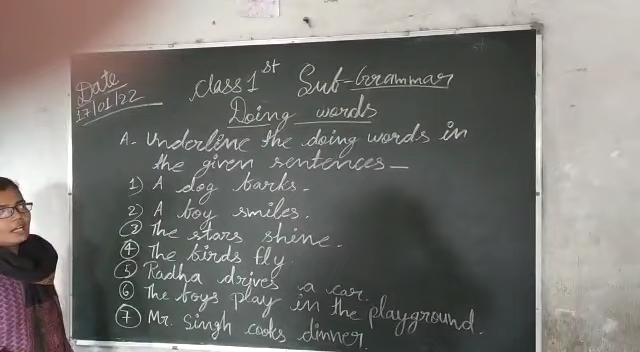 Date
17/01/22
Class 1st Sub-Grammar
Doing words
A- Underline the doing words in
the given sentences—
1) A dog barks.
2) A boy smiles.
3) The stars shine.
4) The birds fly.
5) Radha drives a car.
6) The boys play in the playground.
7) Mr. Singh cooks dinner.